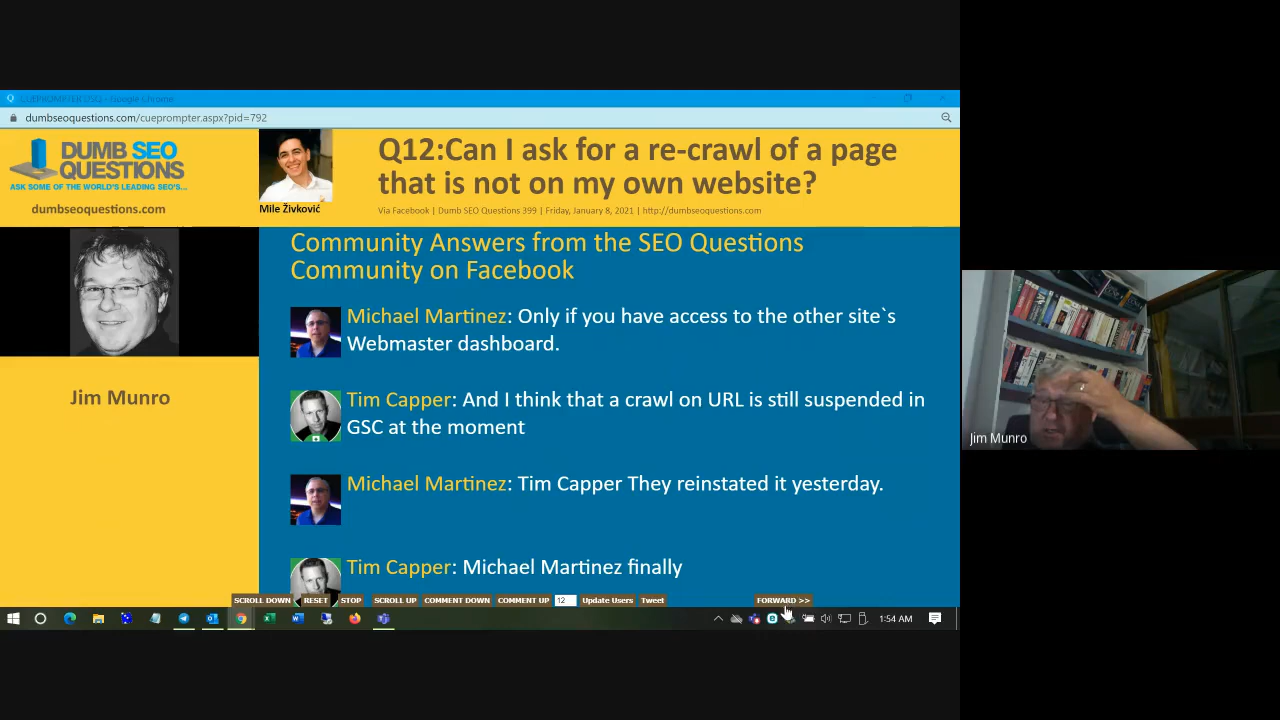 dumbseoquestions.com/cueprompter.aspx?pid=792
DUMB SEO
QUESTIONS
ASK SOME OF THE WORLD'S LEADING SEO'S...
dumbseoquestions.com
Mile Živković
Q12:Can I ask for a re-crawl of a page
that is not on my own website?
Via Facebook | Dumb SEO Questions 399 | Friday, January 8, 2021 | http://dumbseoquestions.com
Jim Munro
Community Answers from the SEO Questions
Community on Facebook
Michael Martinez: Only if you have access to the other site`s
Webmaster dashboard.
Tim Capper: And I think that a crawl on URL is still suspended in
GSC at the moment
Michael Martinez: Tim Capper They reinstated it yesterday.
Tim Capper: Michael Martinez finally
SCROLL DOWN RESET STOP SCROLL UP COMMENT DOWN COMMENT UP 12 Update Users Tweet FORWARD >>
1:54 AM
Jim Munro